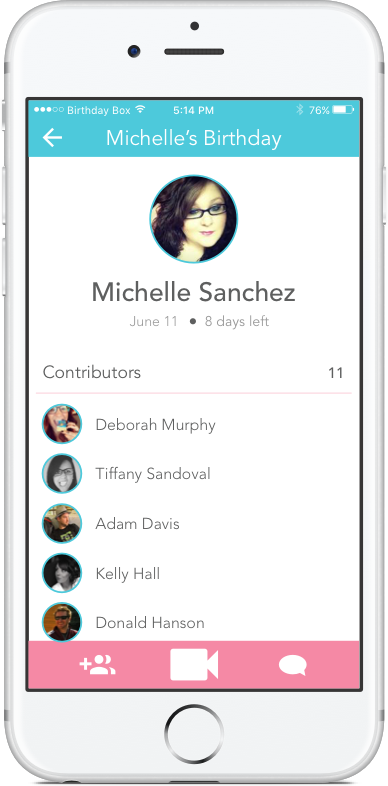 Birthday Box 5:14 PM 76%
Michelle's Birthday
Michelle Sanchez
June 11 • 8 days left
Contributors 11
Deborah Murphy
Tiffany Sandoval
Adam Davis
Kelly Hall
Donald Hanson